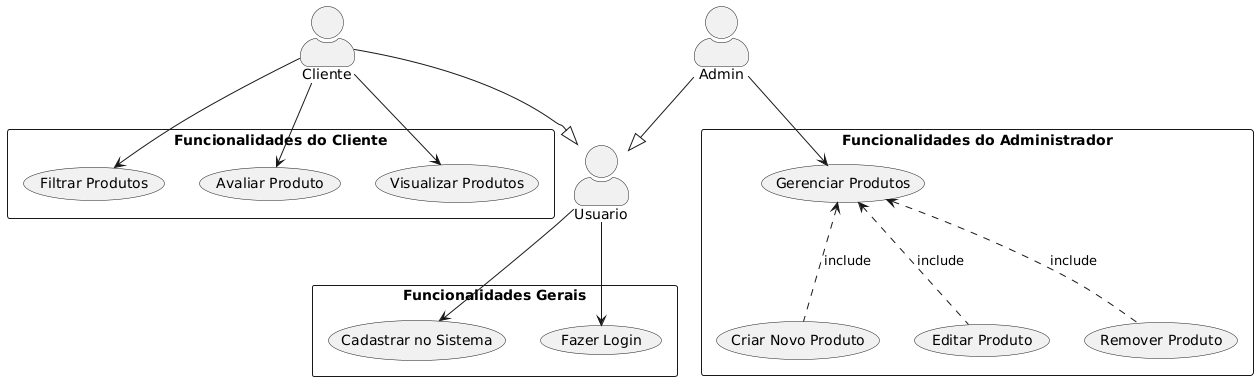 Cliente
Admin
Funcionalidades do Cliente
Filtrar Produtos
Avaliar Produto
Visualizar Produtos
Usuario
Funcionalidades do Administrador
Gerenciar Produtos
include
include
include
Funcionalidades Gerais
Cadastrar no Sistema
Fazer Login
Criar Novo Produto
Editar Produto
Remover Produto